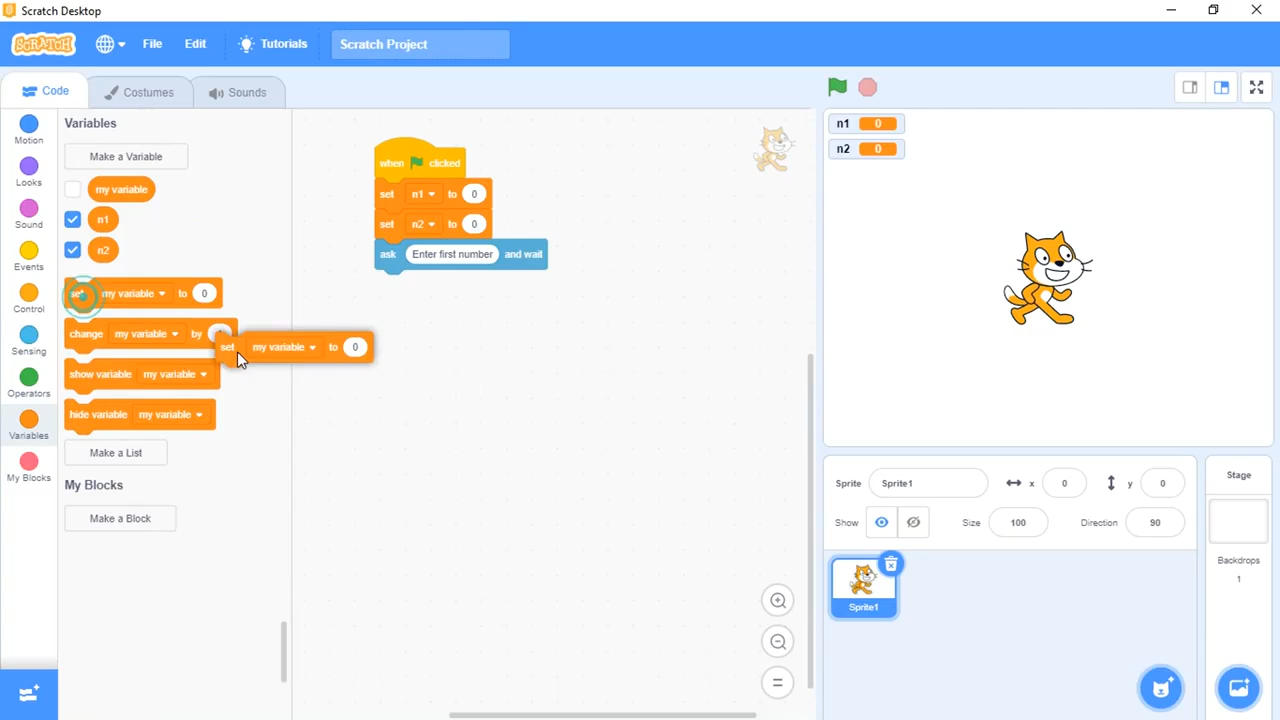 Scratch Desktop
SCRATCH
File
Edit
Tutorials
Scratch Project
Code
Costumes
Sounds
Motion
Looks
Sound
Events
Control
Sensing
Operators
Variables
My Blocks
Variables
Make a Variable
my variable
n1
n2
set my variable to 0
change my variable by
show variable my variable
hide variable my variable
Make a List
My Blocks
Make a Block
set my variable to 0
when clicked
set n1 to 0
set n2 to 0
ask Enter first number and wait
n1 0
n2 0
Sprite Sprite1 x 0 y 0
Show Size 100 Direction 90
Sprite1
Stage
Backdrops
1